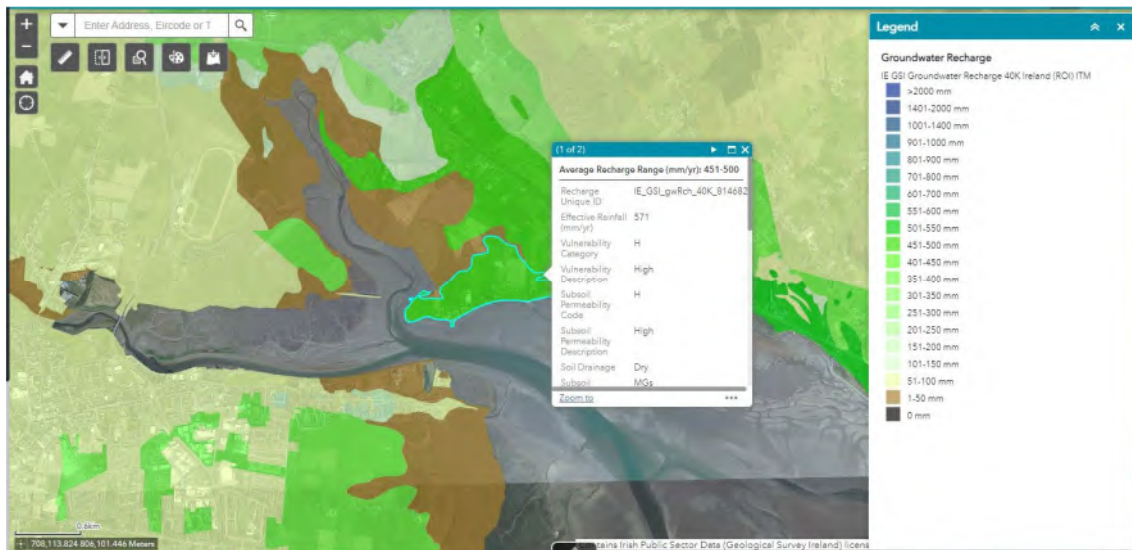 +
Enter Address, Eircode or T
−
(1 of 2)
Average Recharge Range (mm/yr): 451-500
Recharge Unique ID
IE_GSI_gwRch_40K_814682
Effective Rainfall (mm/yr)
571
Vulnerability Category
H
Vulnerability Description
High
Subsoil Permeability Code
H
Subsoil Permeability Description
High
Soil Drainage
Dry
Subsoil
MGs
Zoom to
0.6km
708,113.824 806,101.446 Meters
ontains Irish Public Sector Data (Geological Survey Ireland) licens
Legend
Groundwater Recharge
IE GSI Groundwater Recharge 40K Ireland (ROI) ITM
>2000 mm
1401-2000 mm
1001-1400 mm
901-1000 mm
801-900 mm
701-800 mm
601-700 mm
551-600 mm
501-550 mm
451-500 mm
401-450 mm
351-400 mm
301-350 mm
251-300 mm
201-250 mm
151-200 mm
101-150 mm
51-100 mm
1-50 mm
0 mm